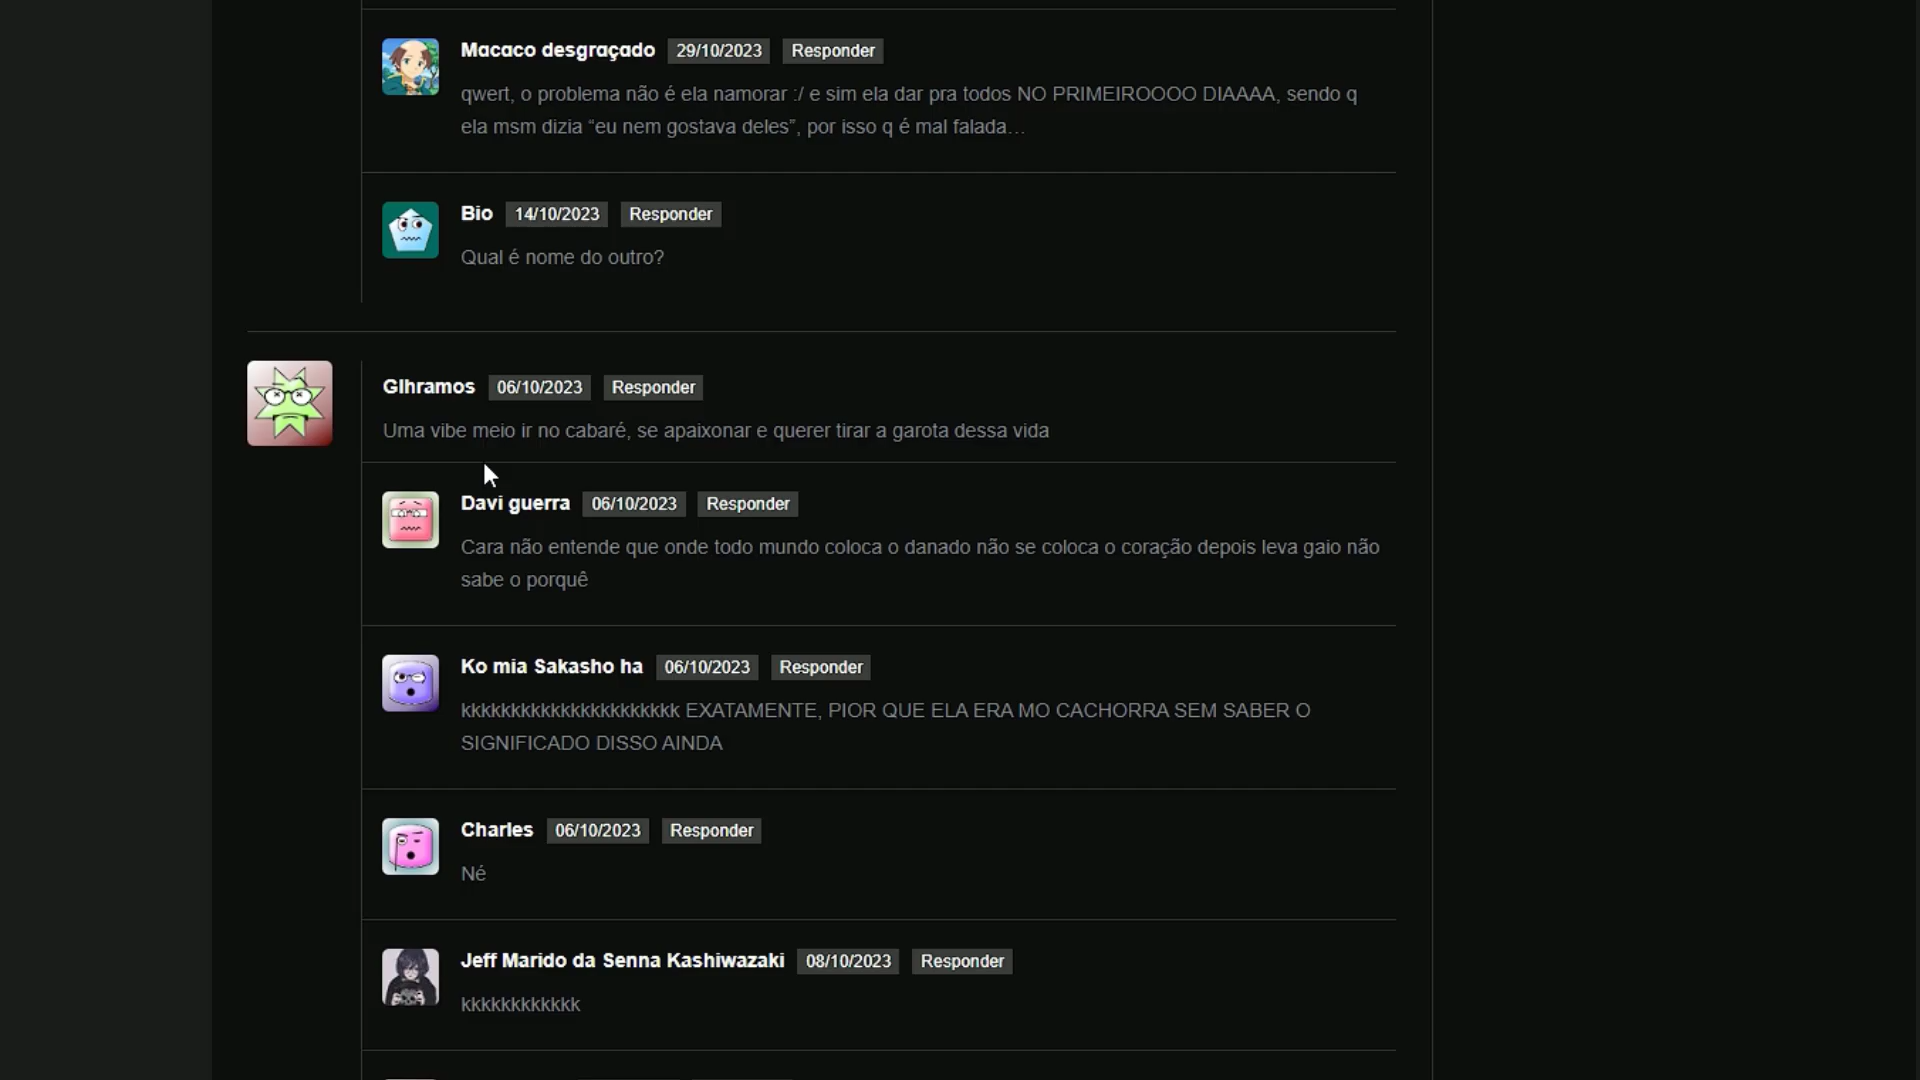 Macaco desgraçado 29/10/2023 Responder
qwert, o problema não é ela namorar :/ e sim ela dar pra todos NO PRIMEIROOOO DIAAAA, sendo q
ela msm dizia “eu nem gostava deles”, por isso q é mal falada…
Bio 14/10/2023 Responder
Qual é nome do outro?
Glhramos 06/10/2023 Responder
Uma vibe meio ir no cabaré, se apaixonar e querer tirar a garota dessa vida
Davi guerra 06/10/2023 Responder
Cara não entende que onde todo mundo coloca o danado não se coloca o coração depois leva gaio não
sabe o porquê
Ko mia Sakasho ha 06/10/2023 Responder
kkkkkkkkkkkkkkkkkkkkkk EXATAMENTE, PIOR QUE ELA ERA MO CACHORRA SEM SABER O
SIGNIFICADO DISSO AINDA
Charles 06/10/2023 Responder
Né
Jeff Marido da Senna Kashiwazaki 08/10/2023 Responder
kkkkkkkkkkkk